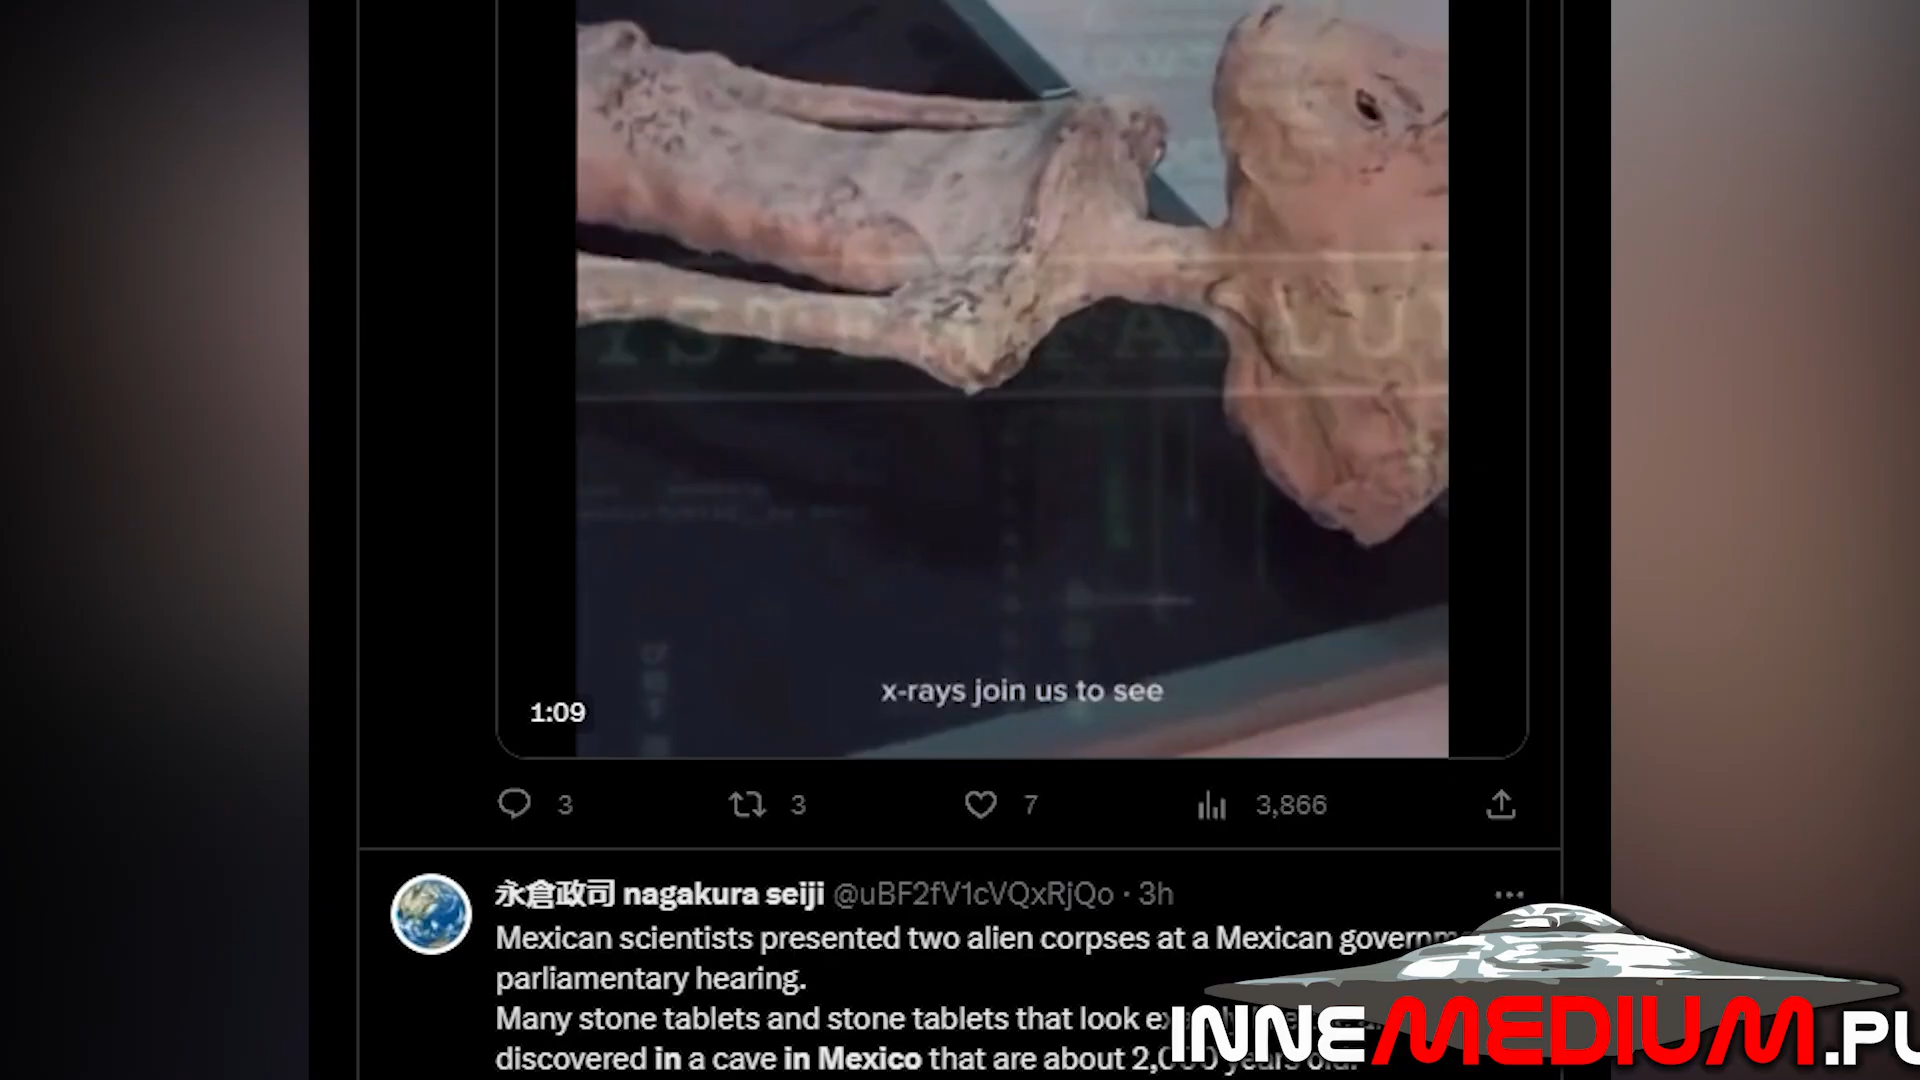 x-rays join us to see
1:09
3 3 7 3,866
永倉政司 nagakura seiji @uBF2fV1cVQxRjQo · 3h
Mexican scientists presented two alien corpses at a Mexican
parliamentary hearing.
Many stone tablets and stone tablets that look
discovered in a cave in Mexico that are about
INNEMEDIUM.PL